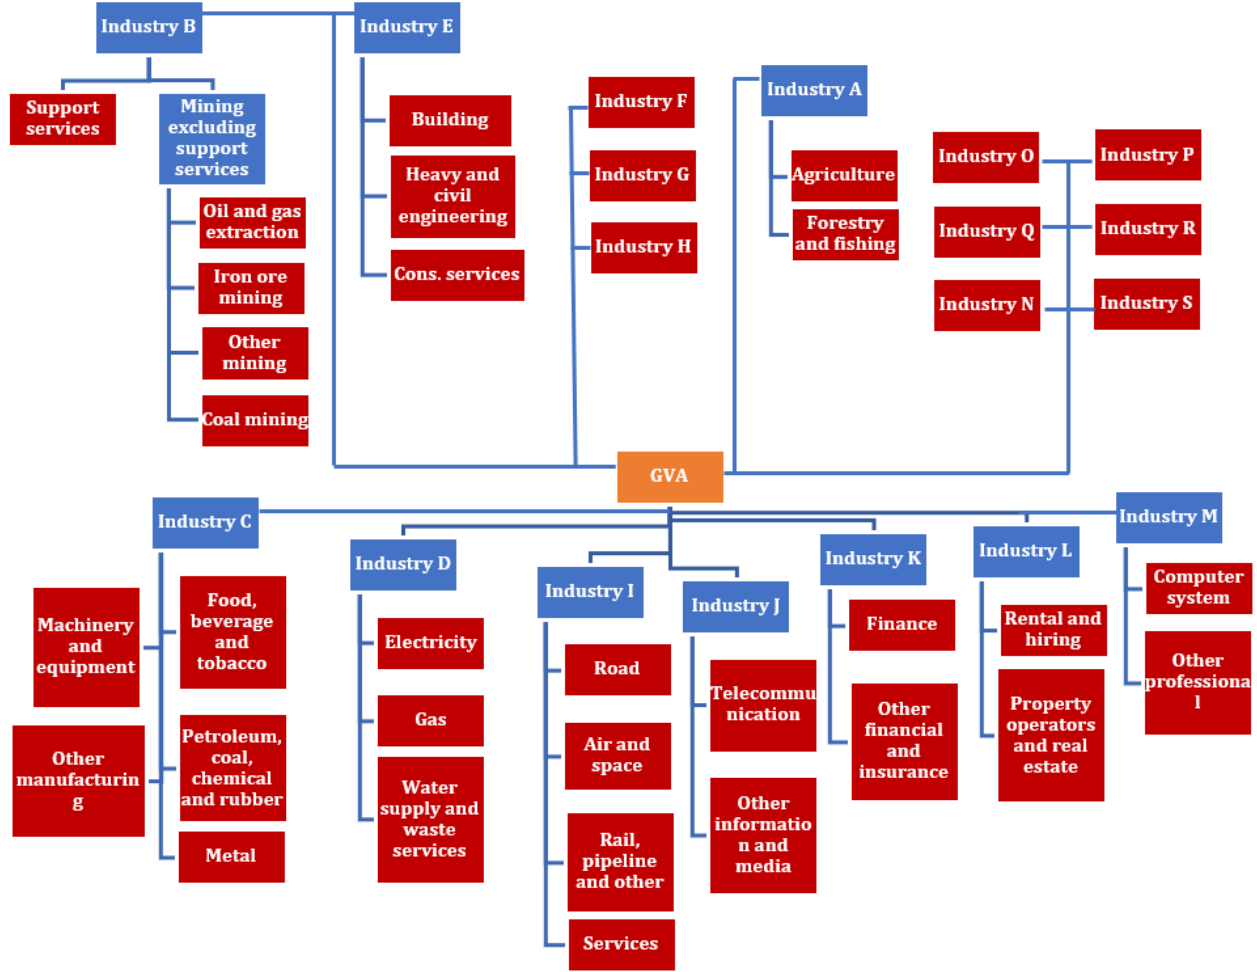 Industry B
Industry E
Support
services
Mining
excluding
support
services
Oil and gas
extraction
Iron ore
mining
Other
mining
Coal mining
Building
Heavy and
civil
engineering
Cons. services
Industry F
Industry G
Industry H
Industry A
Agriculture
Forestry
and fishing
Industry O
Industry P
Industry Q
Industry R
Industry N
Industry S
GVA
Industry C
Machinery
and
equipment
Other
manufacturin
g
Food,
beverage
and
tobacco
Petroleum,
coal,
chemical
and rubber
Metal
Industry D
Electricity
Gas
Water
supply and
waste
services
Industry I
Road
Air and
space
Rail,
pipeline
and other
Services
Industry J
Telecommu
nication
Other
informatio
n and
media
Industry K
Finance
Other
financial
and
insurance
Industry L
Rental and
hiring
Property
operators
and real
estate
Industry M
Computer
system
Other
professiona
l